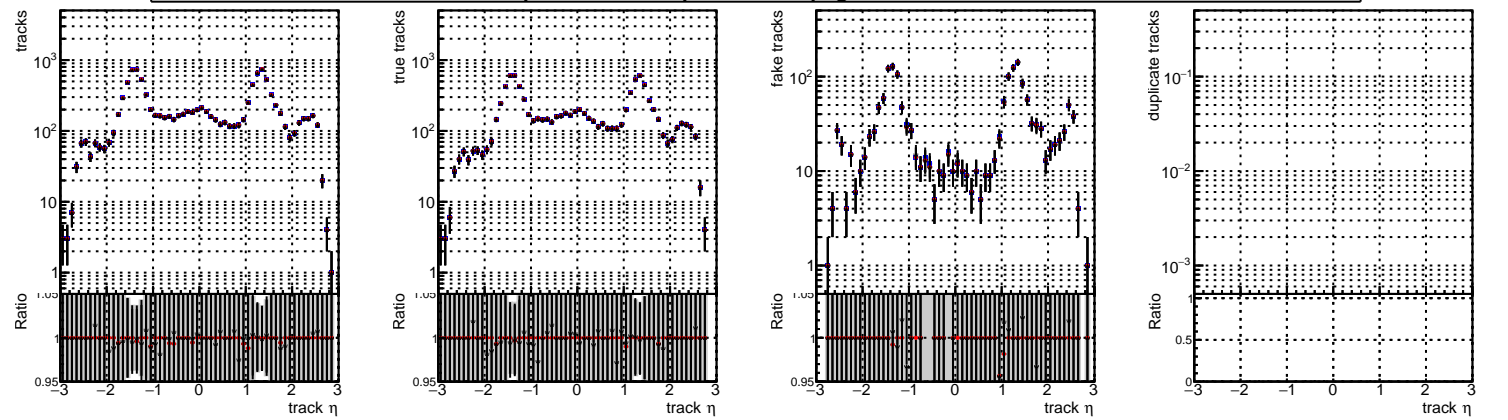 tracks
10³
10²
10
1
Ratio
1.05
1
0.95
−3 −2 −1 0 1 2 3
track η
true tracks
10³
10²
10
1
Ratio
1.05
1
0.95
−3 −2 −1 0 1 2 3
track η
fake tracks
10²
10
1
Ratio
1.05
1
0.95
−3 −2 −1 0 1 2 3
track η
duplicate tracks
10⁻¹
10⁻²
10⁻³
Ratio
1
0.5
0
−3 −2 −1 0 1 2 3
track η